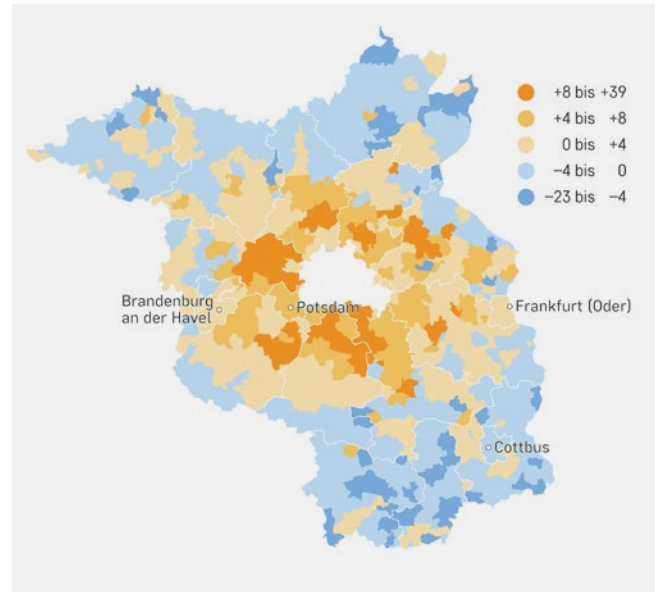 +8 bis +39
+4 bis +8
0 bis +4
−4 bis 0
−23 bis −4
Brandenburg
an der Havel
Potsdam
Frankfurt (Oder)
Cottbus